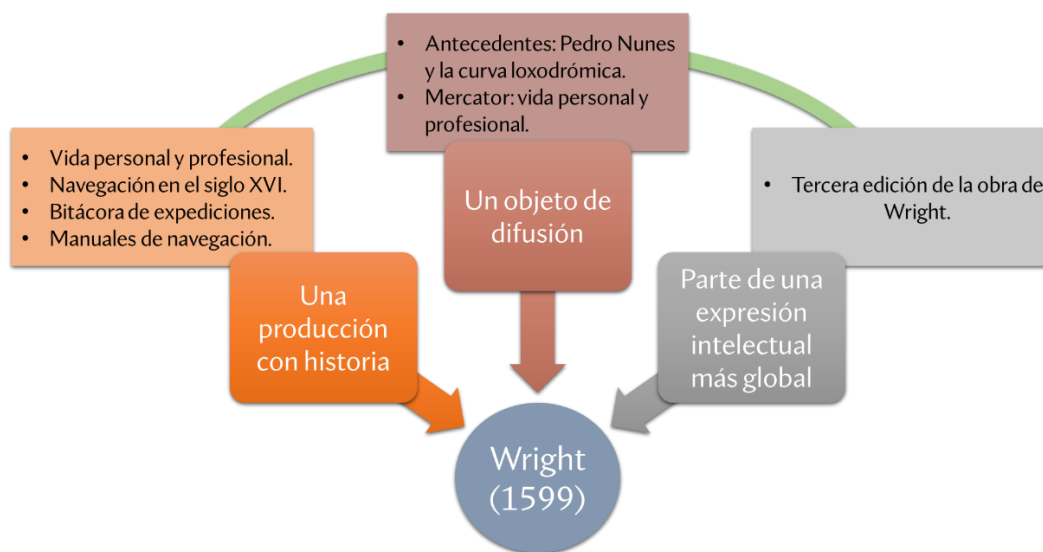 • Antecedentes: Pedro Nunes
y la curva loxodrómica.
• Mercator: vida personal y
profesional.
• Vida personal y profesional.
• Navegación en el siglo XVI.
• Bitácora de expediciones.
• Manuales de navegación.
• Tercera edición de la obra de
Wright.
Un objeto de
difusión
Una
producción
con historia
Parte de una
expresión
intelectual
más global
Wright
(1599)